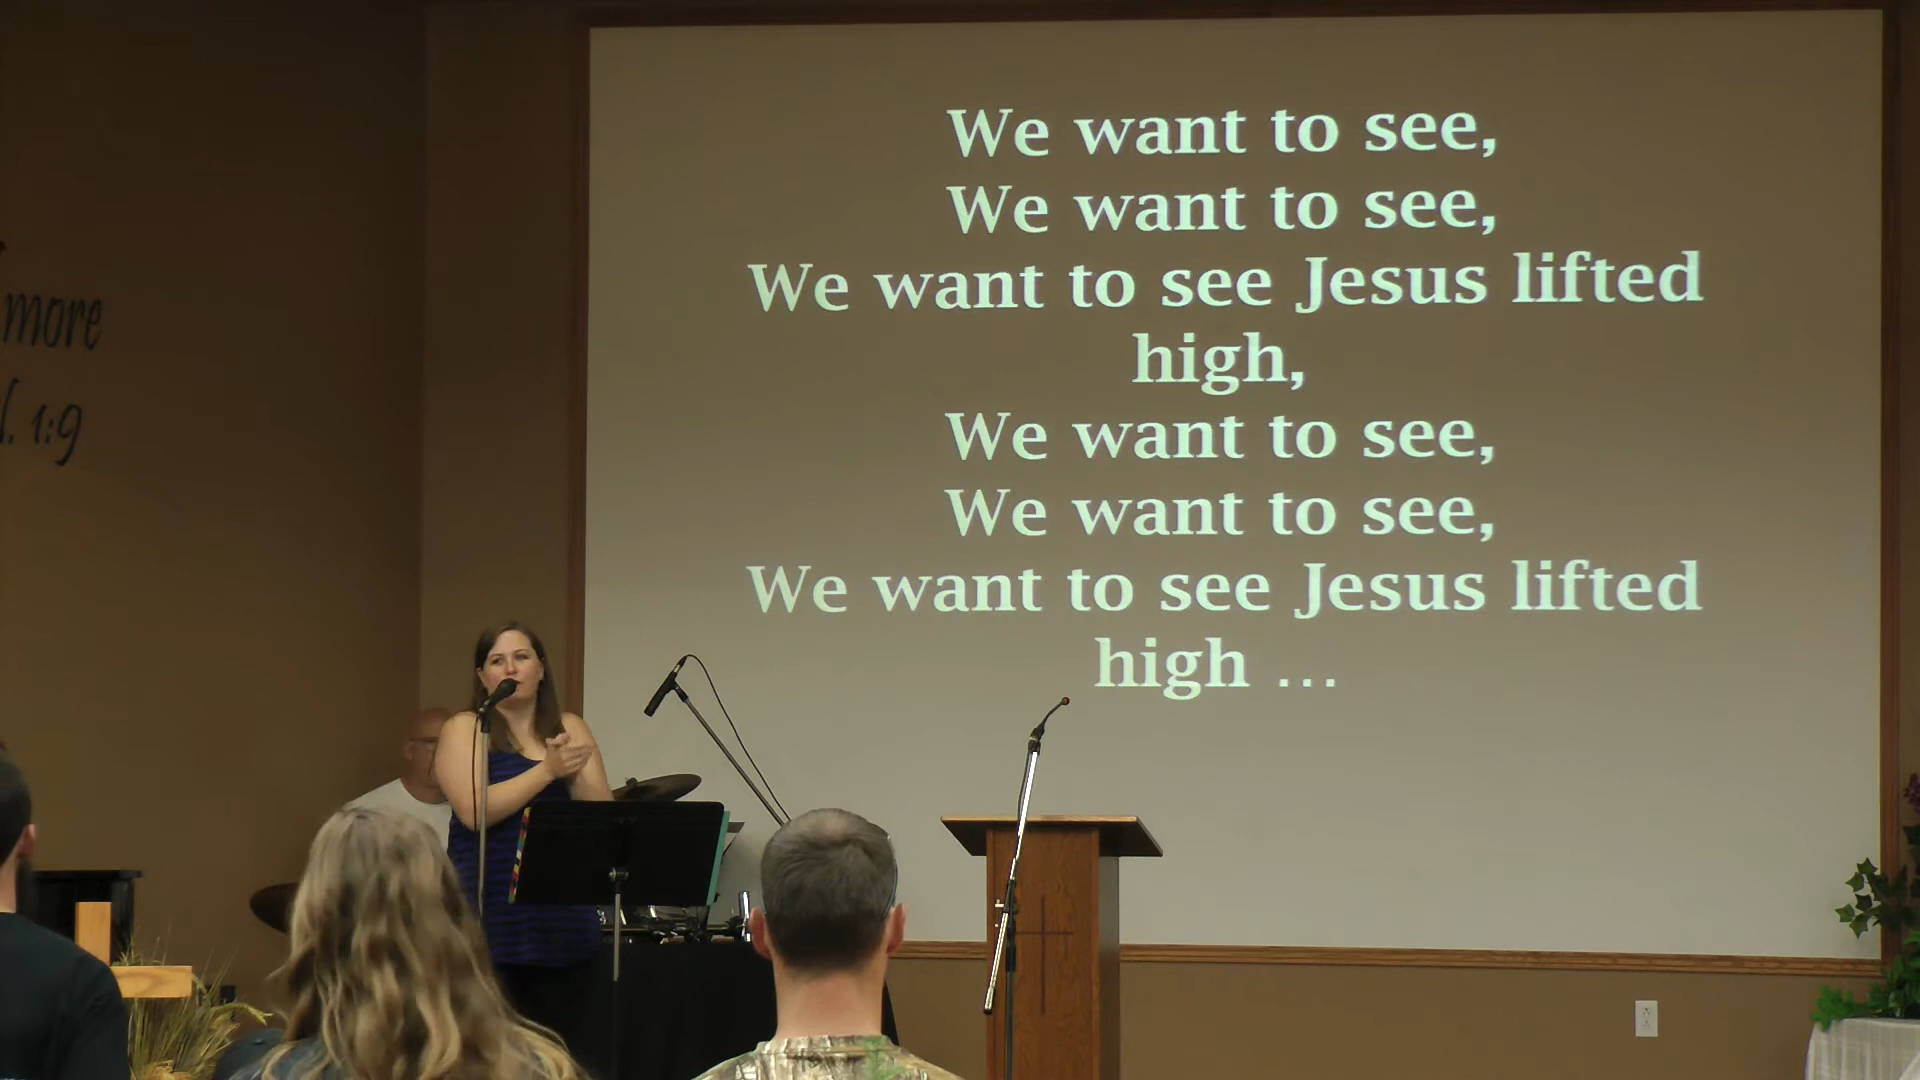 more
1:9
We want to see,
We want to see,
We want to see Jesus lifted
high,
We want to see,
We want to see,
We want to see Jesus lifted
high ...